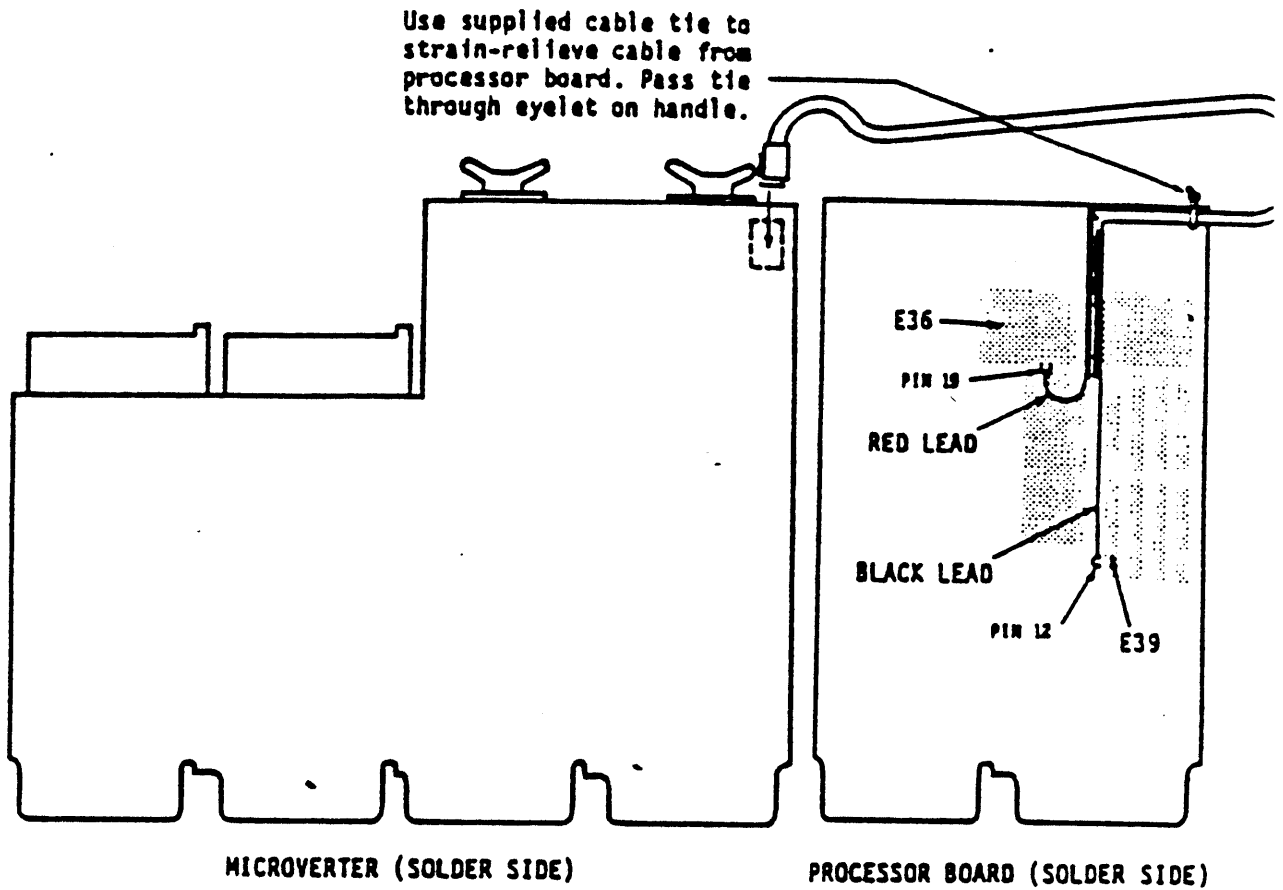 Use supplied cable tie to
strain-relieve cable from
processor board. Pass tie
through eyelet on handle.
E36
PIN 19
RED LEAD
BLACK LEAD
PIN 12
E39
MICROVERTER (SOLDER SIDE)
PROCESSOR BOARD (SOLDER SIDE)